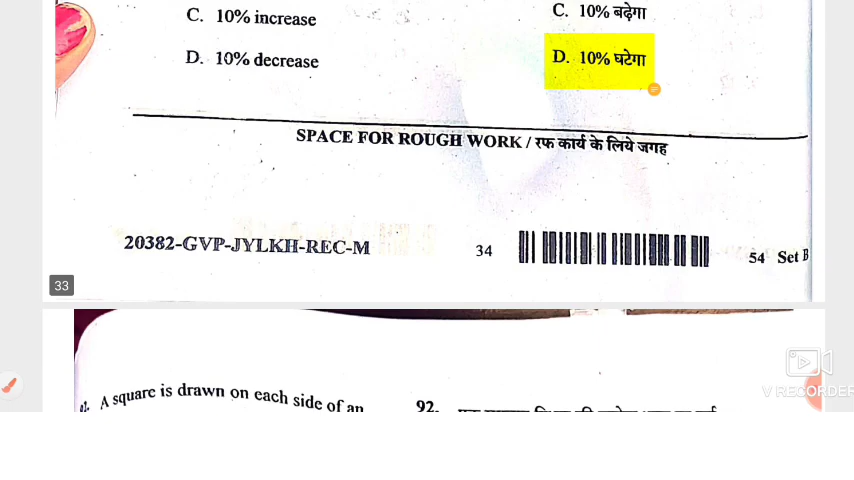 C. 10% increase
C. 10% बढ़ेगा
D. 10% decrease
D. 10% घटेगा
SPACE FOR ROUGH WORK / रफ कार्य के लिये जगह
20382-GVP-JYLKH-REC-M
34
54 Set B
33
A square is drawn on each side of an
92.
V RECORDER